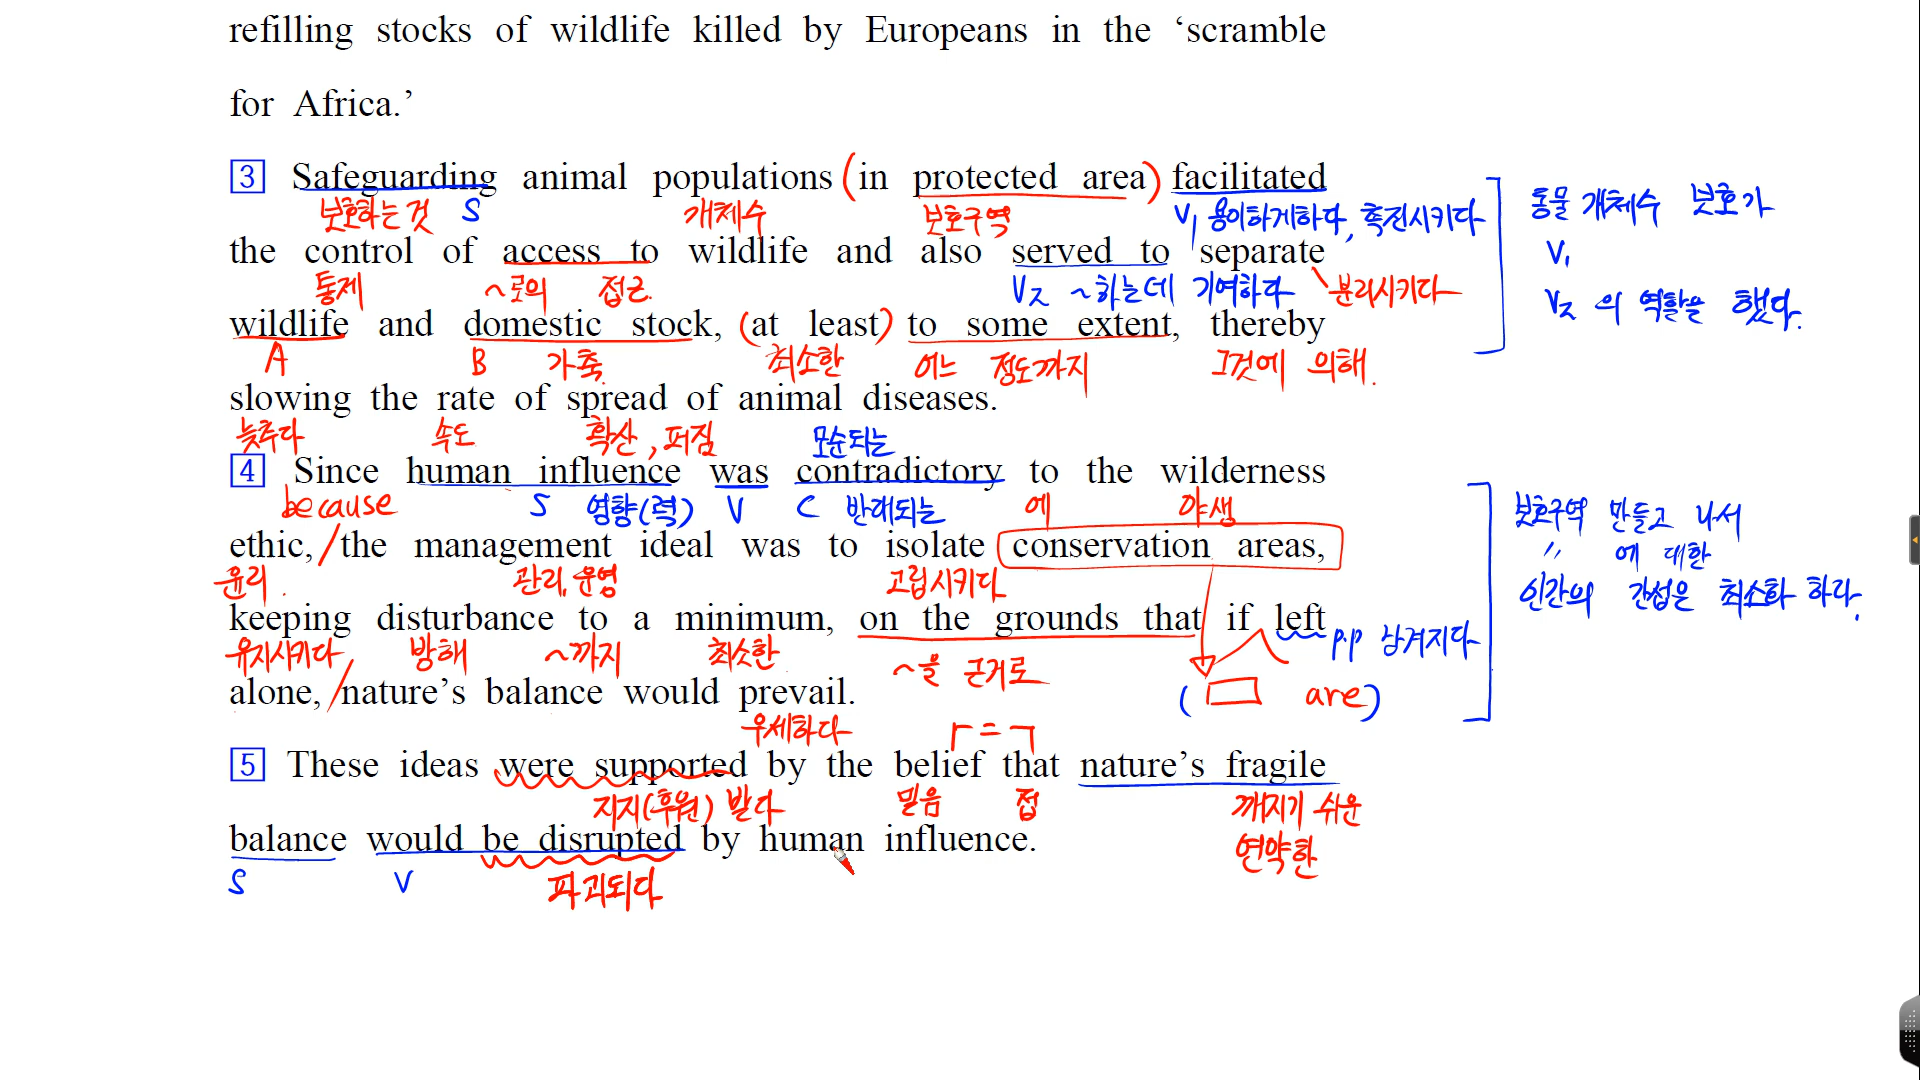 refilling stocks of wildlife killed by Europeans in the ‘scramble
for Africa.’
3 Safeguarding animal populations (in protected area) facilitated
보호하는 것 S 개체수 보호구역 V₁ 용이하게하다, 촉진시키다
the control of access to wildlife and also served to separate
통제 ~로의 접근 V₂ ~하는데 기여하다 분리시키다
wildlife and domestic stock, (at least) to some extent, thereby
A B 가축 최소한 어느 정도까지 그것에 의해.
slowing the rate of spread of animal diseases.
늦추다 속도 확산, 퍼짐 모순되는
동물 개체수 보호가
V₁
V₂ 의 역할을 했다.
4 Since human influence was contradictory to the wilderness
because S 영향(력) V C 반대되는 에 야생
ethic, / the management ideal was to isolate conservation areas,
윤리. 관리, 운영 고립시키다
keeping disturbance to a minimum, on the grounds that if left
유지시키다 방해 ~까지 최소한 ~을 근거로 p.p 남겨지다
alone, / nature’s balance would prevail.
( are)
우세하다
보호구역 만들고 나서
〃 에 대한
인간의 간섭을 최소화 하다.
5 These ideas were supported by the belief that nature’s fragile
지지(후원) 받다 믿음 접 깨지기 쉬운
balance would be disrupted by human influence.
연약한
S V 파괴되다